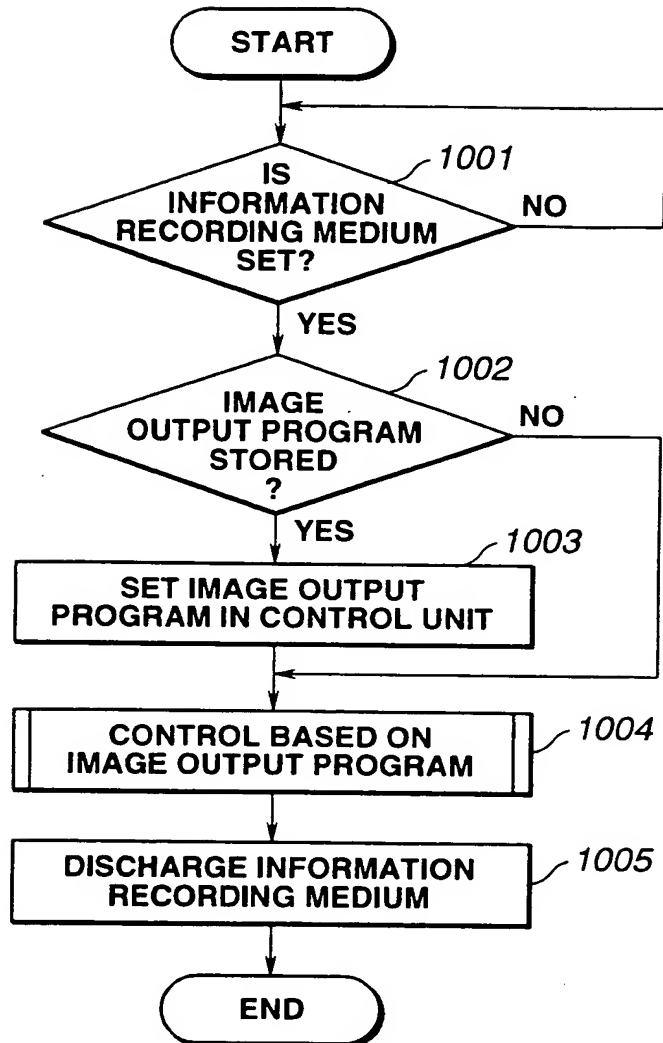 START
1001
IS
INFORMATION
RECORDING MEDIUM
SET?
NO
YES
1002
IMAGE
OUTPUT PROGRAM
STORED
?
NO
YES
1003
SET IMAGE OUTPUT
PROGRAM IN CONTROL UNIT
CONTROL BASED ON
IMAGE OUTPUT PROGRAM
1004
DISCHARGE INFORMATION
RECORDING MEDIUM
1005
END